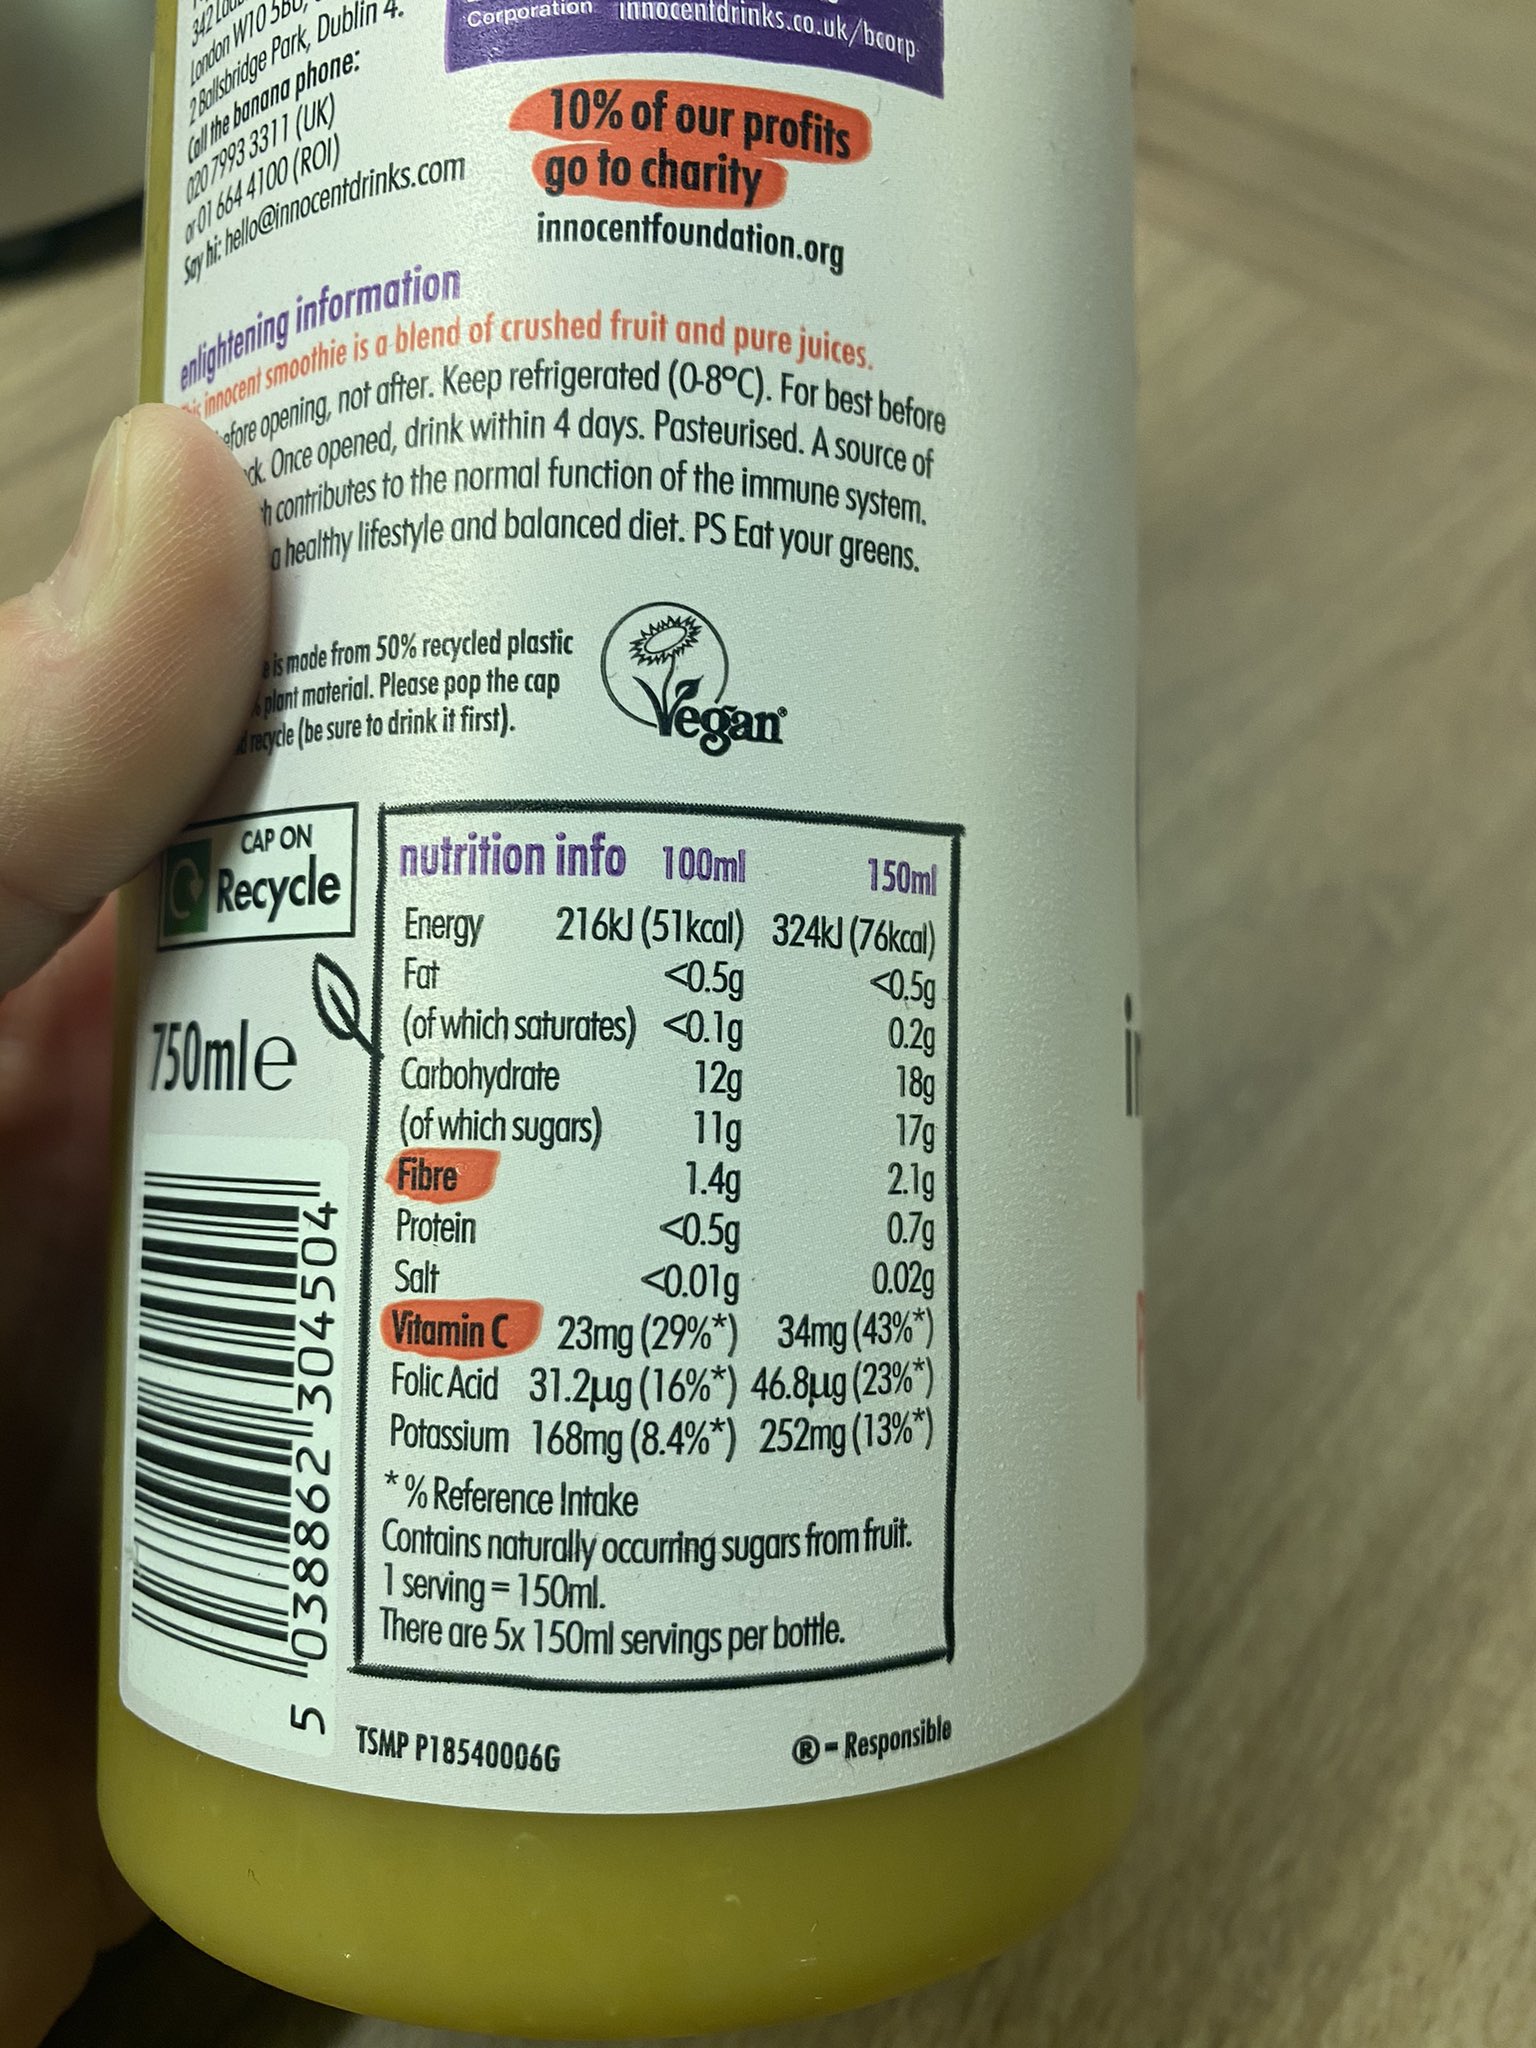 London W10 5BU,
2 Ballsbridge Park, Dublin 4.
Call the banana phone:
020 7993 3311 (UK)
or 01 664 4100 (ROI)
Say hi: hello@innocentdrinks.com
Corporation innocentdrinks.co.uk/bcorp
10% of our profits
go to charity
innocentfoundation.org
enlightening information
innocent smoothie is a blend of crushed fruit and pure juices.
before opening, not after. Keep refrigerated (0-8°C). For best before
Once opened, drink within 4 days. Pasteurised. A source of
contributes to the normal function of the immune system.
a healthy lifestyle and balanced diet. PS Eat your greens.
is made from 50% recycled plastic
plant material. Please pop the cap
recycle (be sure to drink it first).
Vegan®
CAP ON
Recycle
750ml e
nutrition info 100ml 150ml
Energy 216kJ (51kcal) 324kJ (76kcal)
Fat <0.5g <0.5g
(of which saturates) <0.1g 0.2g
Carbohydrate 12g 18g
(of which sugars) 11g 17g
Fibre 1.4g 2.1g
Protein <0.5g 0.7g
Salt <0.01g 0.02g
Vitamin C 23mg (29%*) 34mg (43%*)
Folic Acid 31.2µg (16%*) 46.8µg (23%*)
Potassium 168mg (8.4%*) 252mg (13%*)
* % Reference Intake
Contains naturally occurring sugars from fruit.
1 serving = 150ml.
There are 5x 150ml servings per bottle.
5 038862 304504
TSMP P18540006G
® = Responsible